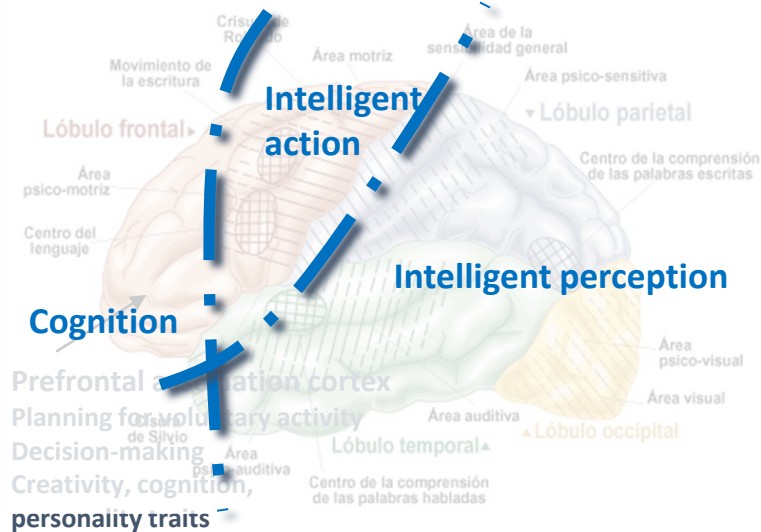 Cisura de
Rolando
Área motriz
Área de la
sensibilidad general
Movimiento de
la escritura
Área psico-sensitiva
Intelligent
action
Lóbulo parietal
Lóbulo frontal
Centro de la comprensión
de las palabras escritas
Área
psico-motriz
Centro del
lenguaje
Intelligent perception
Cognition
Área
psico-visual
Prefrontal association cortex
Área visual
Planning for voluntary activity
Cisura
de Silvio
Área auditiva
Lóbulo occipital
Decision-making
Lóbulo temporal
Área
psico-auditiva
Creativity, cognition,
Centro de la comprensión
de las palabras habladas
personality traits